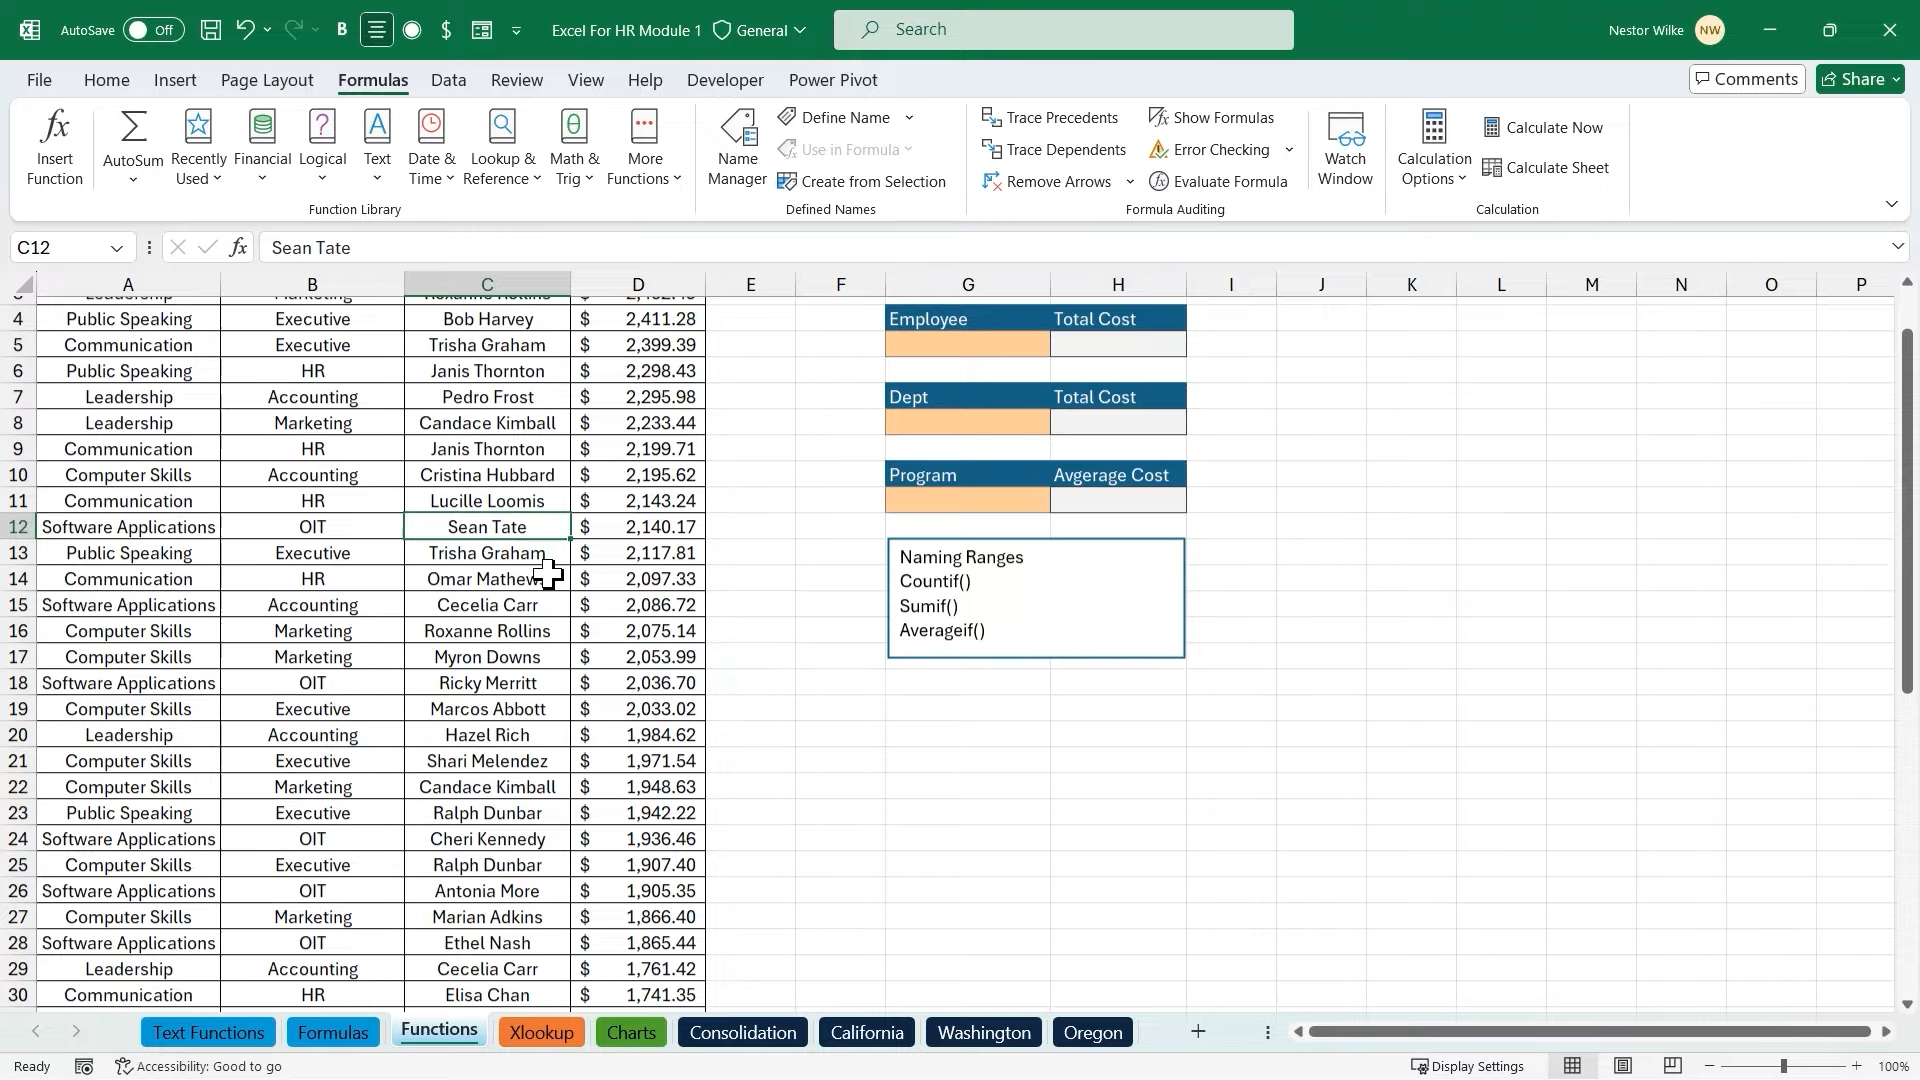 AutoSave Off B $ Excel For HR Module 1 General Search Nestor Wilke NW
File Home Insert Page Layout Formulas Data Review View Help Developer Power Pivot Comments Share
Insert Function
AutoSum
Recently Used
Financial
Logical
Text
Date & Time
Lookup & Reference
Math & Trig
More Functions
Function Library
Name Manager
Define Name
Use in Formula
Create from Selection
Defined Names
Trace Precedents
Trace Dependents
Remove Arrows
Show Formulas
Error Checking
Evaluate Formula
Formula Auditing
Watch Window
Calculation Options
Calculate Now
Calculate Sheet
Calculation
C12 fx Sean Tate
A B C D E F G H I J K L M N O P
4 Public Speaking Executive Bob Harvey $ 2,411.28 Employee Total Cost
5 Communication Executive Trisha Graham $ 2,399.39
6 Public Speaking HR Janis Thornton $ 2,298.43
7 Leadership Accounting Pedro Frost $ 2,295.98 Dept Total Cost
8 Leadership Marketing Candace Kimball $ 2,233.44
9 Communication HR Janis Thornton $ 2,199.71
10 Computer Skills Accounting Cristina Hubbard $ 2,195.62 Program Avgerage Cost
11 Communication HR Lucille Loomis $ 2,143.24
12 Software Applications OIT Sean Tate $ 2,140.17
13 Public Speaking Executive Trisha Graham $ 2,117.81
14 Communication HR Omar $ 2,097.33
15 Software Applications Accounting Cecelia Carr $ 2,086.72
16 Computer Skills Marketing Roxanne Rollins $ 2,075.14
17 Computer Skills Marketing Myron Downs $ 2,053.99
18 Software Applications OIT Ricky Merritt $ 2,036.70
19 Computer Skills Executive Marcos Abbott $ 2,033.02
20 Leadership Accounting Hazel Rich $ 1,984.62
21 Computer Skills Executive Shari Melendez $ 1,971.54
22 Computer Skills Marketing Candace Kimball $ 1,948.63
23 Public Speaking Executive Ralph Dunbar $ 1,942.22
24 Software Applications OIT Cheri Kennedy $ 1,936.46
25 Computer Skills Executive Ralph Dunbar $ 1,907.40
26 Software Applications OIT Antonia More $ 1,905.35
27 Computer Skills Marketing Marian Adkins $ 1,866.40
28 Software Applications OIT Ethel Nash $ 1,865.44
29 Leadership Accounting Cecelia Carr $ 1,761.42
30 Communication HR Elisa Chan $ 1,741.35
Naming Ranges
Countif()
Sumif()
Averageif()
Text Functions Formulas Functions Xlookup Charts Consolidation California Washington Oregon
Ready Accessibility: Good to go Display Settings 100%